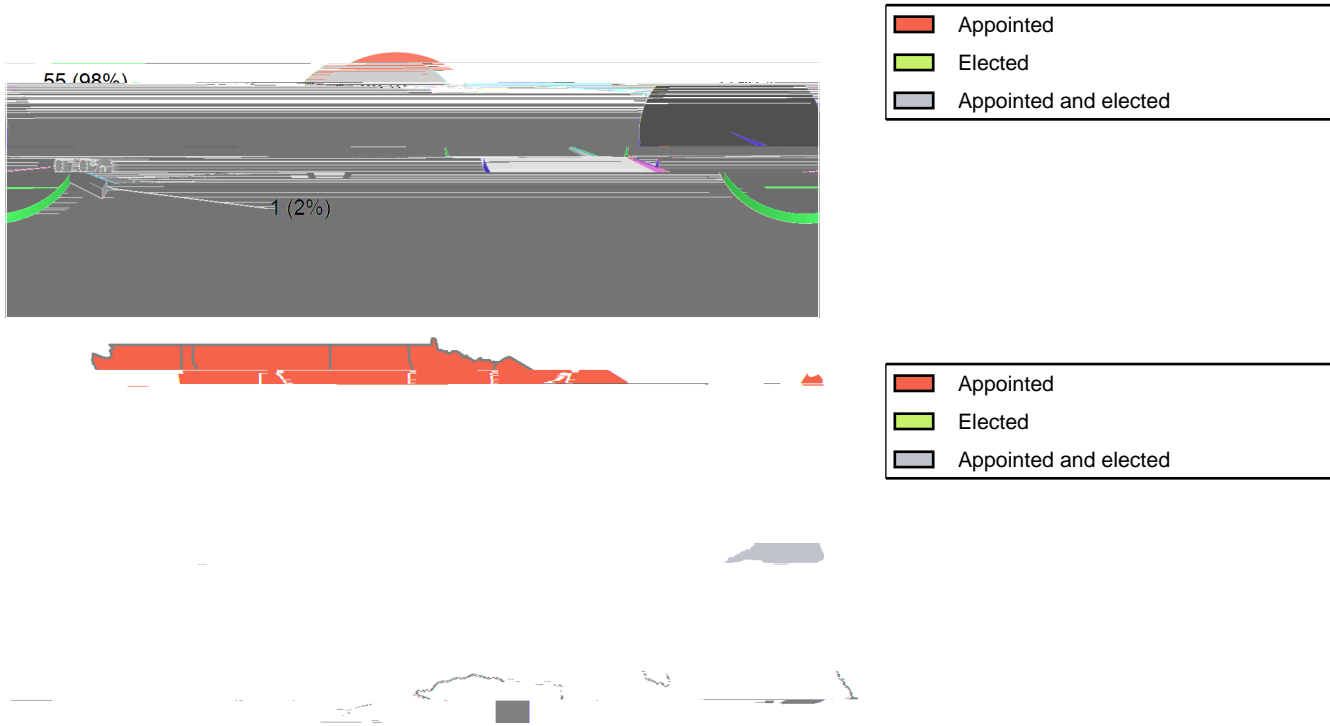 55 (98%)
1 (2%)
Appointed
Elected
Appointed and elected
Appointed
Elected
Appointed and elected